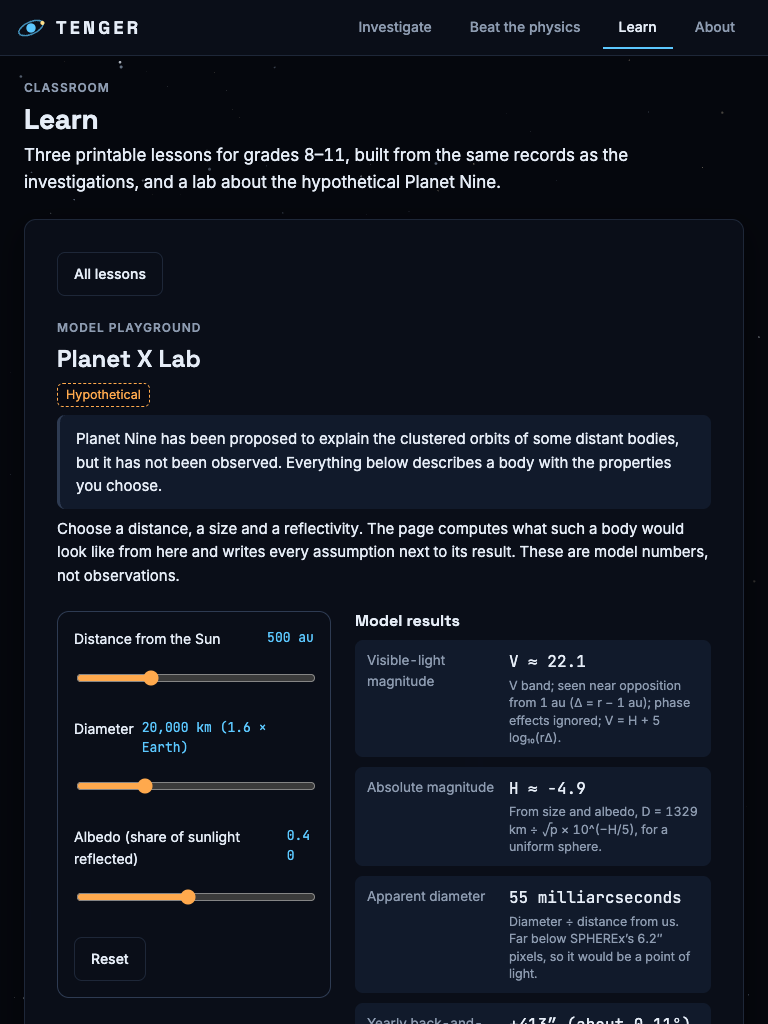 TENGER
Investigate
Beat the physics
Learn
About
CLASSROOM
Learn
Three printable lessons for grades 8–11, built from the same records as the
investigations, and a lab about the hypothetical Planet Nine.
All lessons
MODEL PLAYGROUND
Planet X Lab
Hypothetical
Planet Nine has been proposed to explain the clustered orbits of some distant bodies,
but it has not been observed. Everything below describes a body with the properties
you choose.
Choose a distance, a size and a reflectivity. The page computes what such a body would
look like from here and writes every assumption next to its result. These are model numbers,
not observations.
Distance from the Sun 500 au
Diameter 20,000 km (1.6 ×
Earth)
Albedo (share of sunlight
reflected)
0.4
0
Reset
Model results
Visible-light
magnitude
V ≈ 22.1
V band; seen near opposition
from 1 au (Δ = r − 1 au); phase
effects ignored; V = H + 5
log₁₀(rΔ).
Absolute magnitude
H ≈ -4.9
From size and albedo, D = 1329
km ÷ √p × 10^(−H/5), for a
uniform sphere.
Apparent diameter
55 milliarcseconds
Diameter ÷ distance from us.
Far below SPHEREx’s 6.2″
pixels, so it would be a point of
light.
Yearly back-and-
±413″ (about 0.11°)